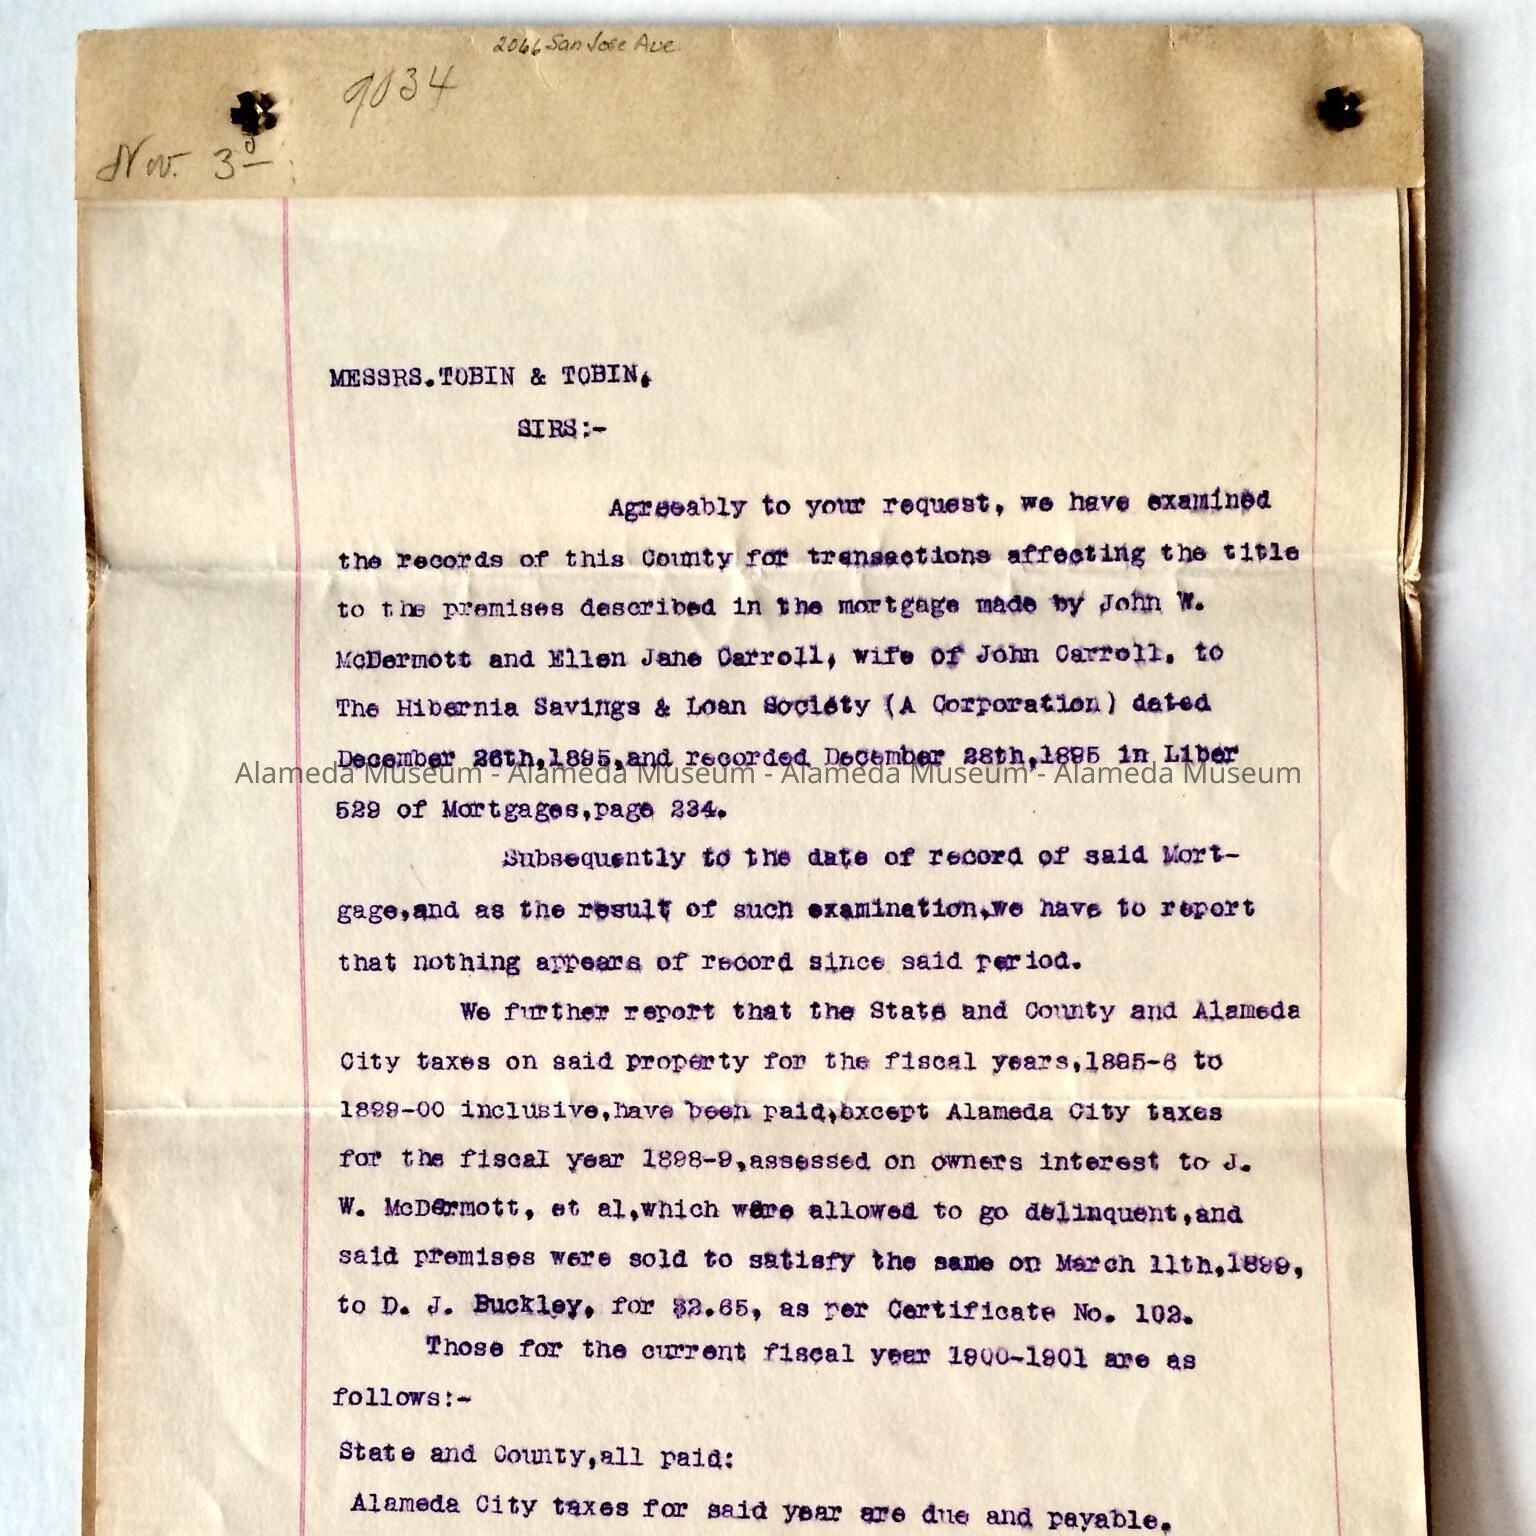 2066 San Jose Ave
9034
Nov. 3d
MESSRS.TOBIN & TOBIN,
SIRS:-
Agreeably to your request, we have examined
the records of this County for transactions affecting the title
to the premises described in the mortgage made by John W.
McDermott and Ellen Jane Carroll, wife of John Carroll, to
The Hibernia Savings & Loan Society (A Corporation) dated
December 26th,1895,and recorded December 28th,1895 in Liber
Alameda Museum - Alameda Museum - Alameda Museum - Alameda Museum
529 of Mortgages,page 234.
Subsequently to the date of record of said Mort-
gage,and as the result of such examination,we have to report
that nothing appears of record since said period.
We further report that the State and County and Alameda
City taxes on said property for the fiscal years,1895-6 to
1899-00 inclusive,have been paid,except Alameda City taxes
for the fiscal year 1898-9,assessed on owners interest to J.
W. McDermott, et al,which were allowed to go delinquent,and
said premises were sold to satisfy the same on March 11th,1899,
to D. J. Buckley, for $2.65, as per Certificate No. 102.
Those for the current fiscal year 1900-1901 are as
follows:-
State and County,all paid:
Alameda City taxes for said year are due and payable.